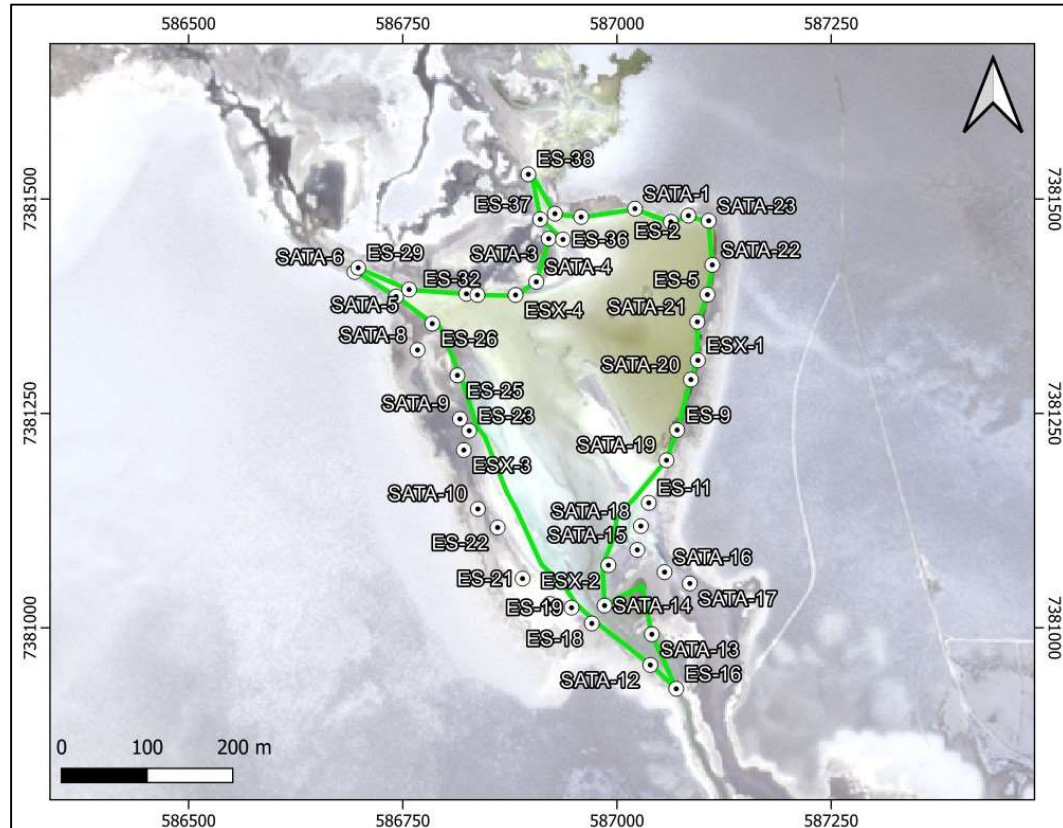 586500 586750 587000 587250
ES-38
7381500 7381500
SATA-1
ES-37 SATA-23
ES-2
ES-36
SATA-3
SATA-6 ES-29 SATA-22
SATA-4
ES-32 ES-5
SATA-5 ESX-4 SATA-21
SATA-8 ES-26
ESX-1
SATA-20
ES-25
SATA-9 ES-23 ES-9
7381250 7381250
SATA-19
ESX-3
SATA-10 ES-11
SATA-18
SATA-15
ES-22
SATA-16
ES-21 ESX-2
SATA-17
ES-19 SATA-14
ES-18
7381000 7381000
SATA-13
SATA-12 ES-16
0 100 200 m
586500 586750 587000 587250